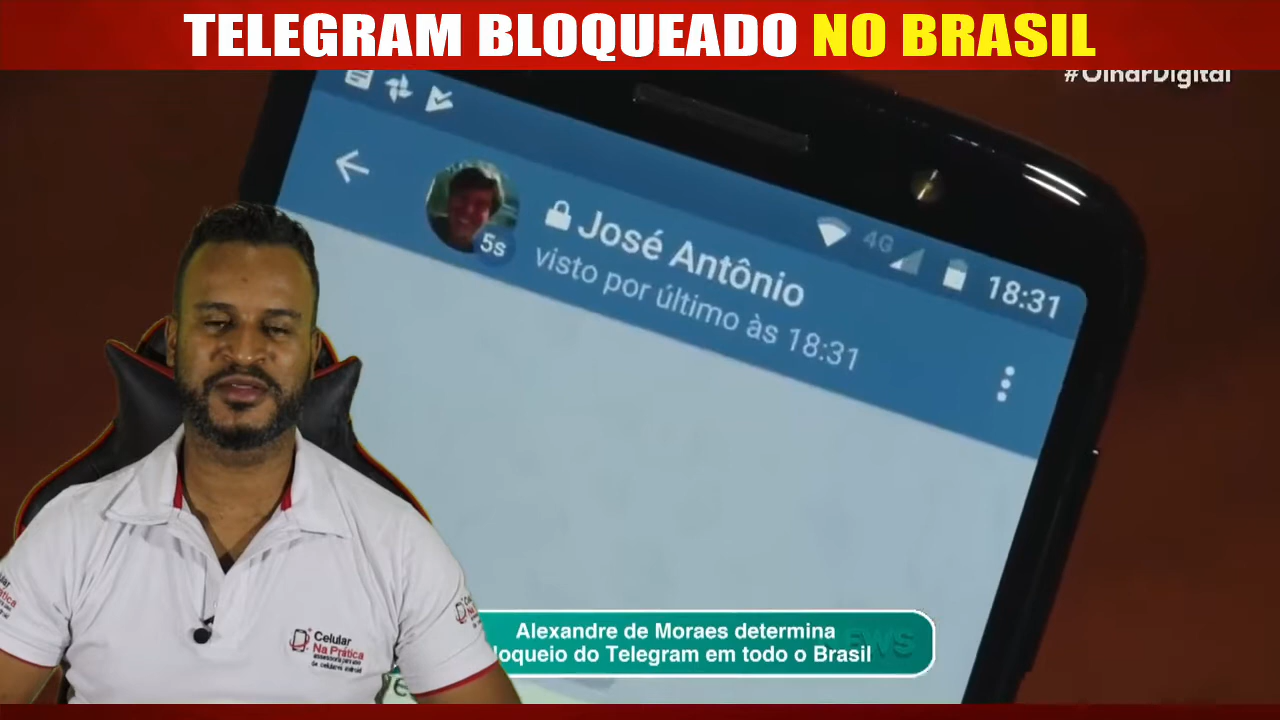 TELEGRAM BLOQUEADO NO BRASIL
#OlharDigital
4G
18:31
José Antônio
5s
visto por último às 18:31
Celular
Na Prática
Alexandre de Moraes determina
loqueio do Telegram em todo o Brasil